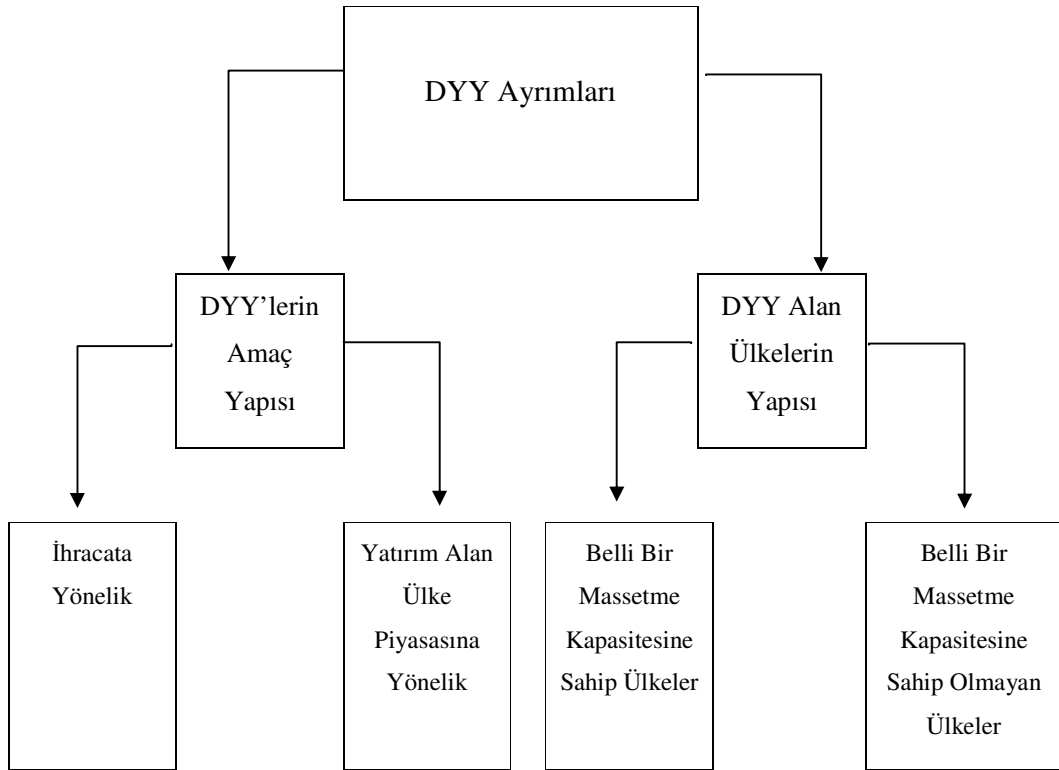 DYY Ayrımları
DYY’lerin
Amaç
Yapısı
DYY Alan
Ülkelerin
Yapısı
İhracata
Yönelik
Yatırım Alan
Ülke
Piyasasına
Yönelik
Belli Bir
Massetme
Kapasitesine
Sahip Ülkeler
Belli Bir
Massetme
Kapasitesine
Sahip Olmayan
Ülkeler